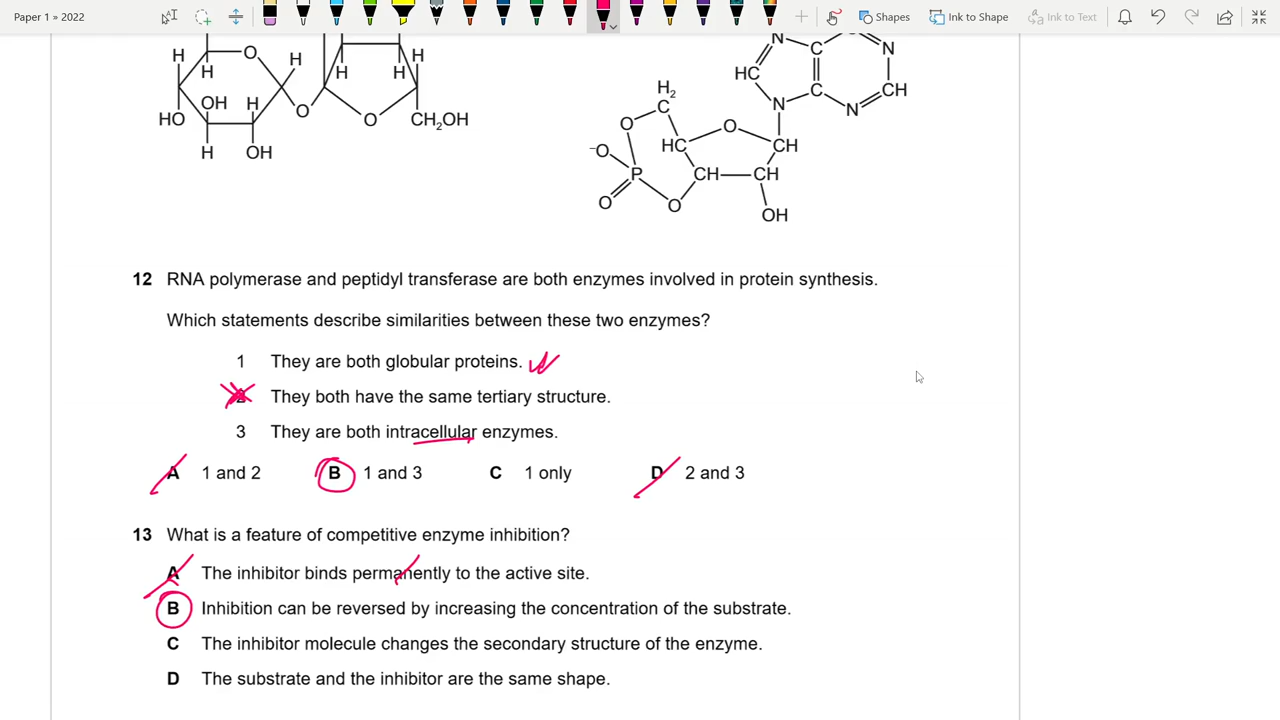 Paper 1 » 2022
Shapes
Ink to Shape
Ink to Text
H
O
H
H
OH
H
HO
O
H
OH
H
H
H
O
CH2OH
N
C
N
HC
C
N
CH
N
H2
C
O
O
HC
CH
–O
P
CH
CH
O
O
OH
12 RNA polymerase and peptidyl transferase are both enzymes involved in protein synthesis.
Which statements describe similarities between these two enzymes?
1 They are both globular proteins.
2 They both have the same tertiary structure.
3 They are both intracellular enzymes.
A 1 and 2 B 1 and 3 C 1 only D 2 and 3
13 What is a feature of competitive enzyme inhibition?
A The inhibitor binds permanently to the active site.
B Inhibition can be reversed by increasing the concentration of the substrate.
C The inhibitor molecule changes the secondary structure of the enzyme.
D The substrate and the inhibitor are the same shape.